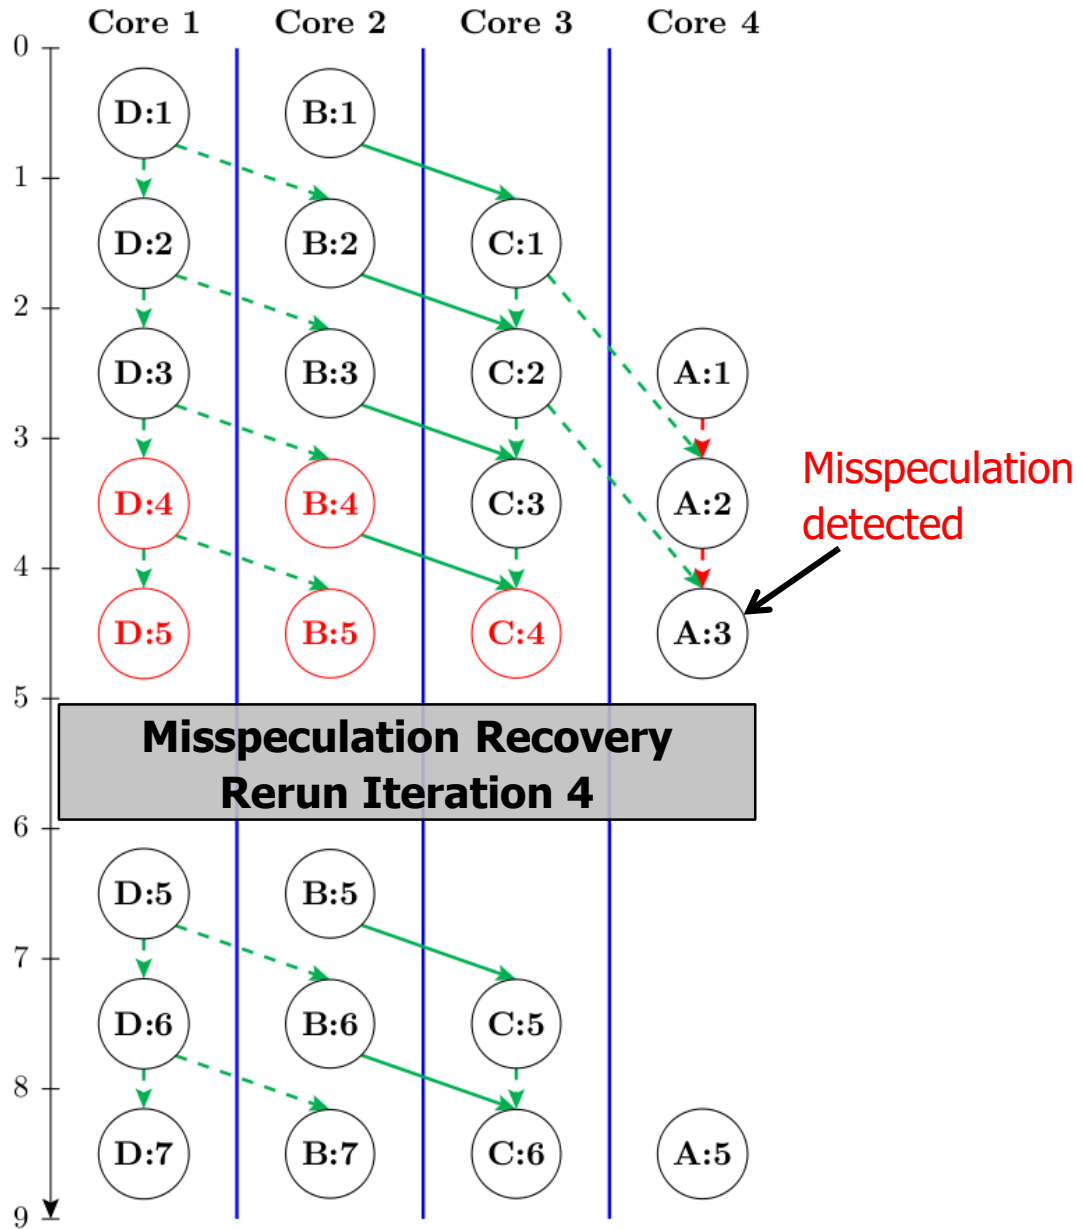 Core 1 Core 2 Core 3 Core 4
0
D:1 B:1
1
D:2 B:2 C:1
2
D:3 B:3 C:2 A:1
3
Misspeculation
detected
D:4 B:4 C:3 A:2
4
D:5 B:5 C:4 A:3
5
Misspeculation Recovery
Rerun Iteration 4
6
D:5 B:5
7
D:6 B:6 C:5
8
D:7 B:7 C:6 A:5
9